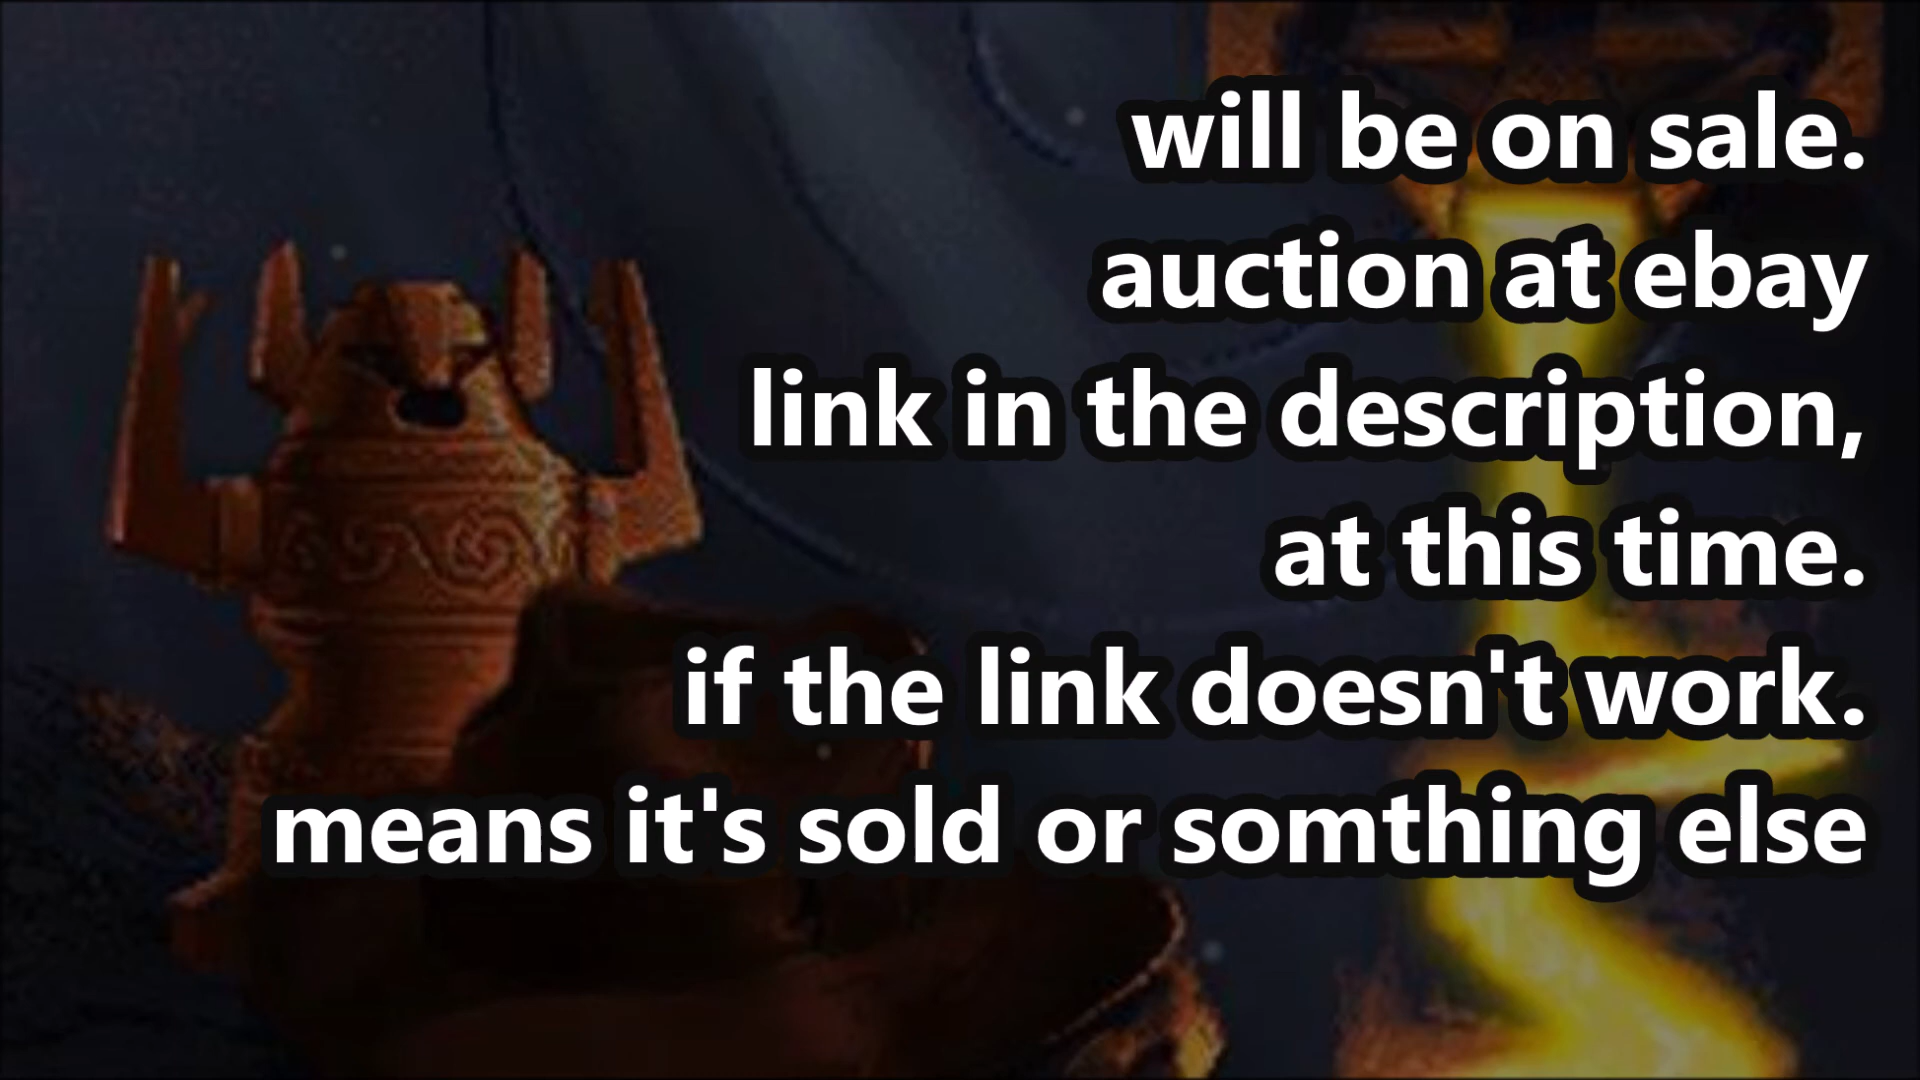 will be on sale.
auction at ebay
link in the description,
at this time.
if the link doesn't work.
means it's sold or somthing else